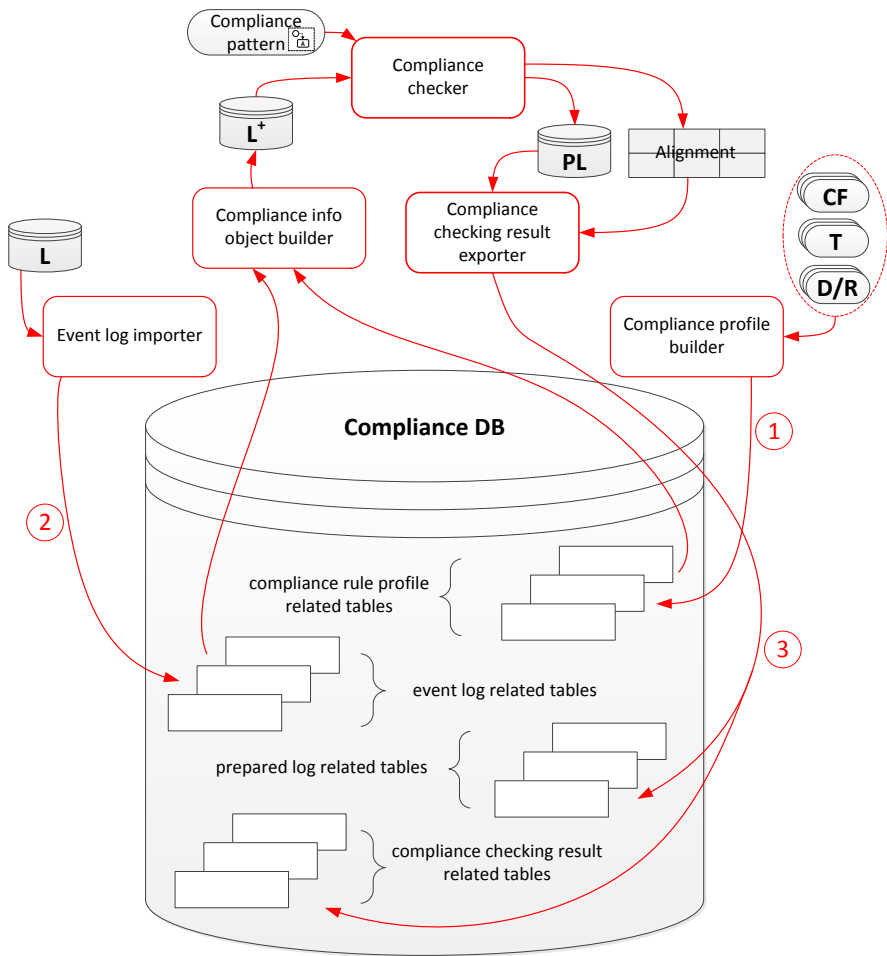 Compliance
pattern
A
Compliance
checker
L+
PL
Alignment
CF
T
D/R
Compliance info
object builder
Compliance
checking result
exporter
L
Event log importer
Compliance profile
builder
Compliance DB
1
2
compliance rule profile
related tables
3
event log related tables
prepared log related tables
compliance checking result
related tables